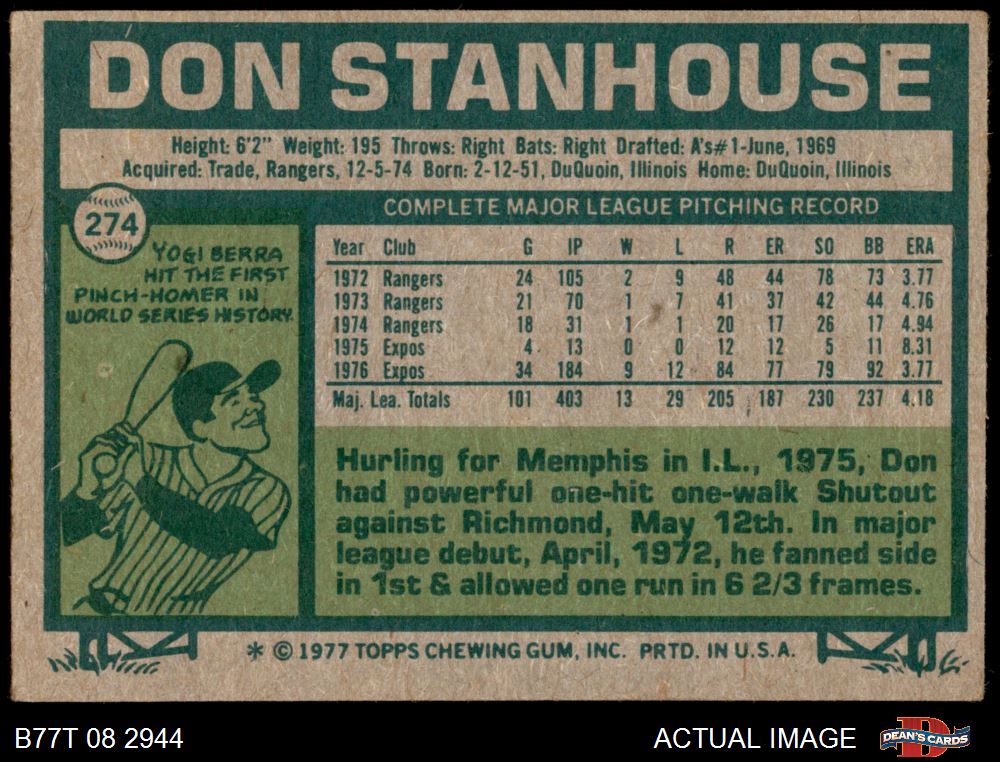 DON STANHOUSE
Height: 6'2" Weight: 195 Throws: Right Bats: Right Drafted: A's#1-June, 1969
Acquired: Trade, Rangers, 12-5-74 Born: 2-12-51, DuQuoin, Illinois Home: DuQuoin, Illinois
274
YOGI BERRA
HIT THE FIRST
PINCH-HOMER IN
WORLD SERIES HISTORY.
COMPLETE MAJOR LEAGUE PITCHING RECORD
Year Club G IP W L R ER SO BB ERA
1972 Rangers 24 105 2 9 48 44 78 73 3.77
1973 Rangers 21 70 1 7 41 37 42 44 4.76
1974 Rangers 18 31 1 1 20 17 26 17 4.94
1975 Expos 4 13 0 0 12 12 5 11 8.31
1976 Expos 34 184 9 12 84 77 79 92 3.77
Maj. Lea. Totals 101 403 13 29 205 187 230 237 4.18
Hurling for Memphis in I.L., 1975, Don
had powerful one-hit one-walk Shutout
against Richmond, May 12th. In major
league debut, April, 1972, he fanned side
in 1st & allowed one run in 6 2/3 frames.
* © 1977 TOPPS CHEWING GUM, INC. PRTD. IN U.S.A.
B77T 08 2944
ACTUAL IMAGE
D
DEAN'S CARDS